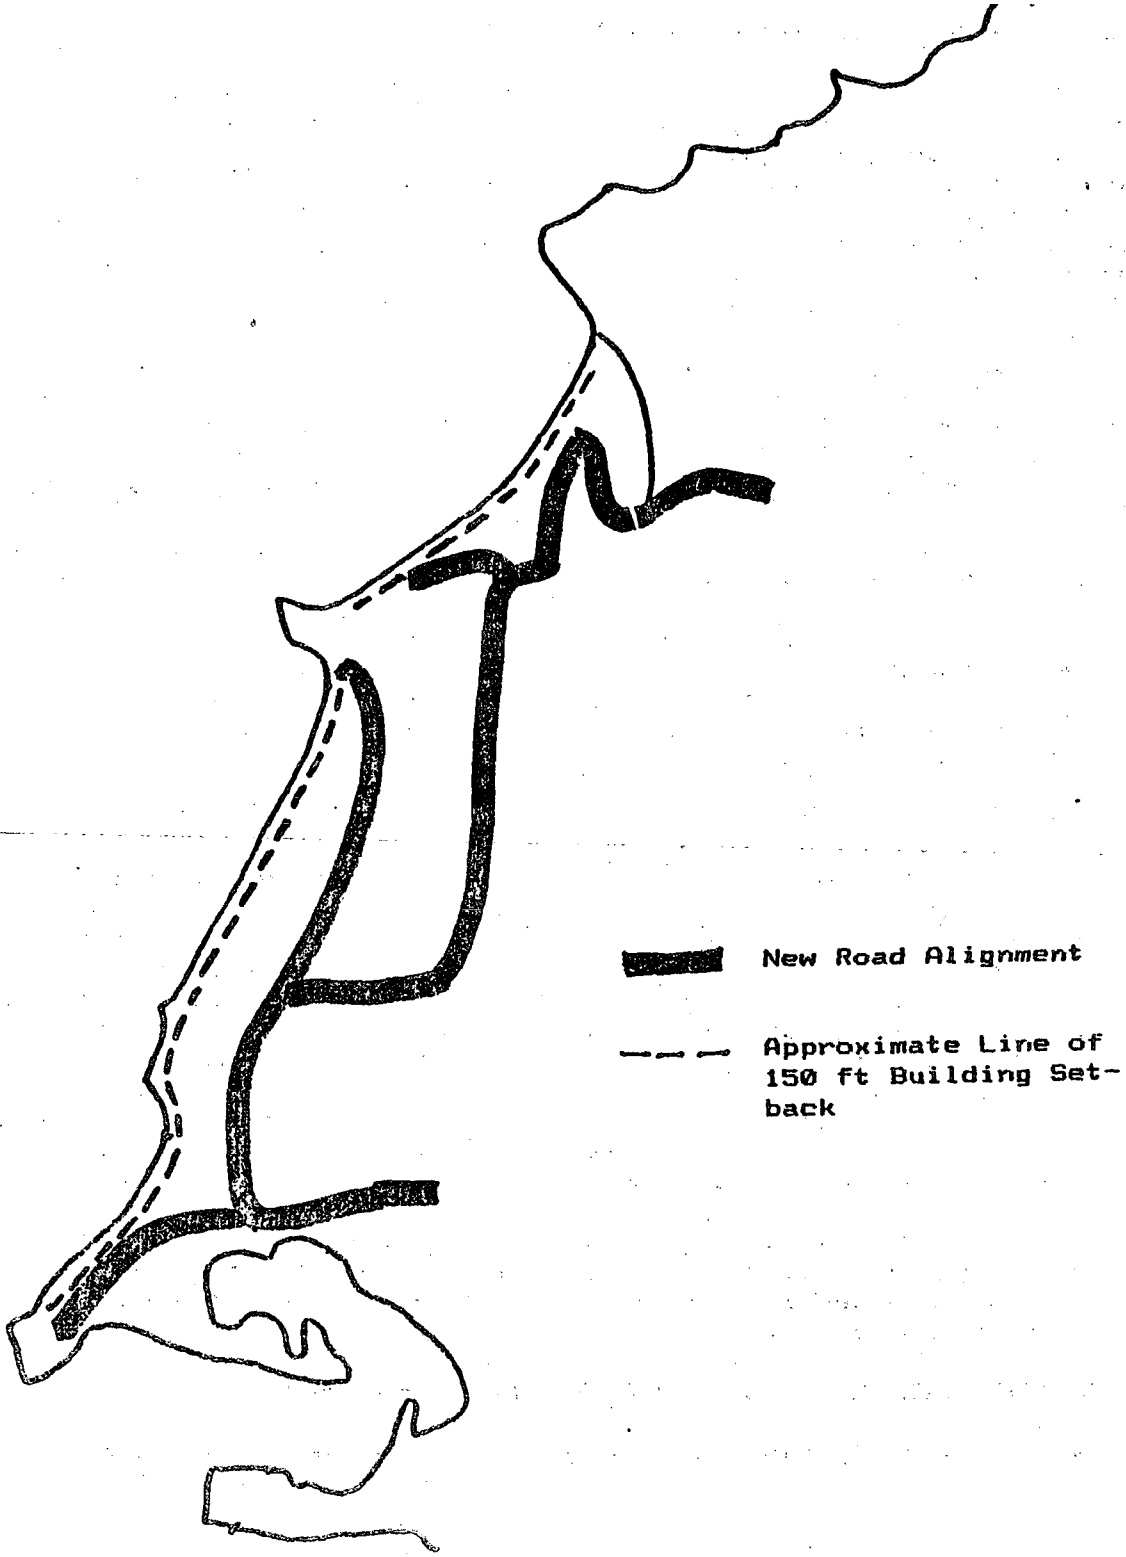 New Road Alignment
Approximate Line of
150 ft Building Set-
back